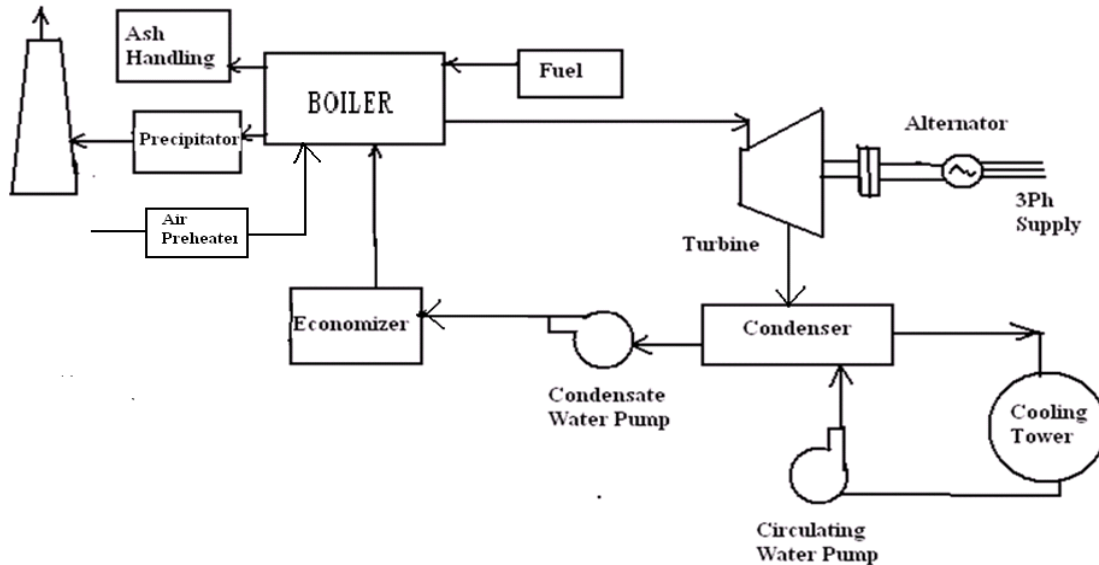 Ash
Handling
BOILER
Fuel
Precipitator
Alternator
3Ph
Supply
Air
Preheater
Turbine
Economizer
Condenser
Condensate
Water Pump
Cooling
Tower
Circulating
Water Pump